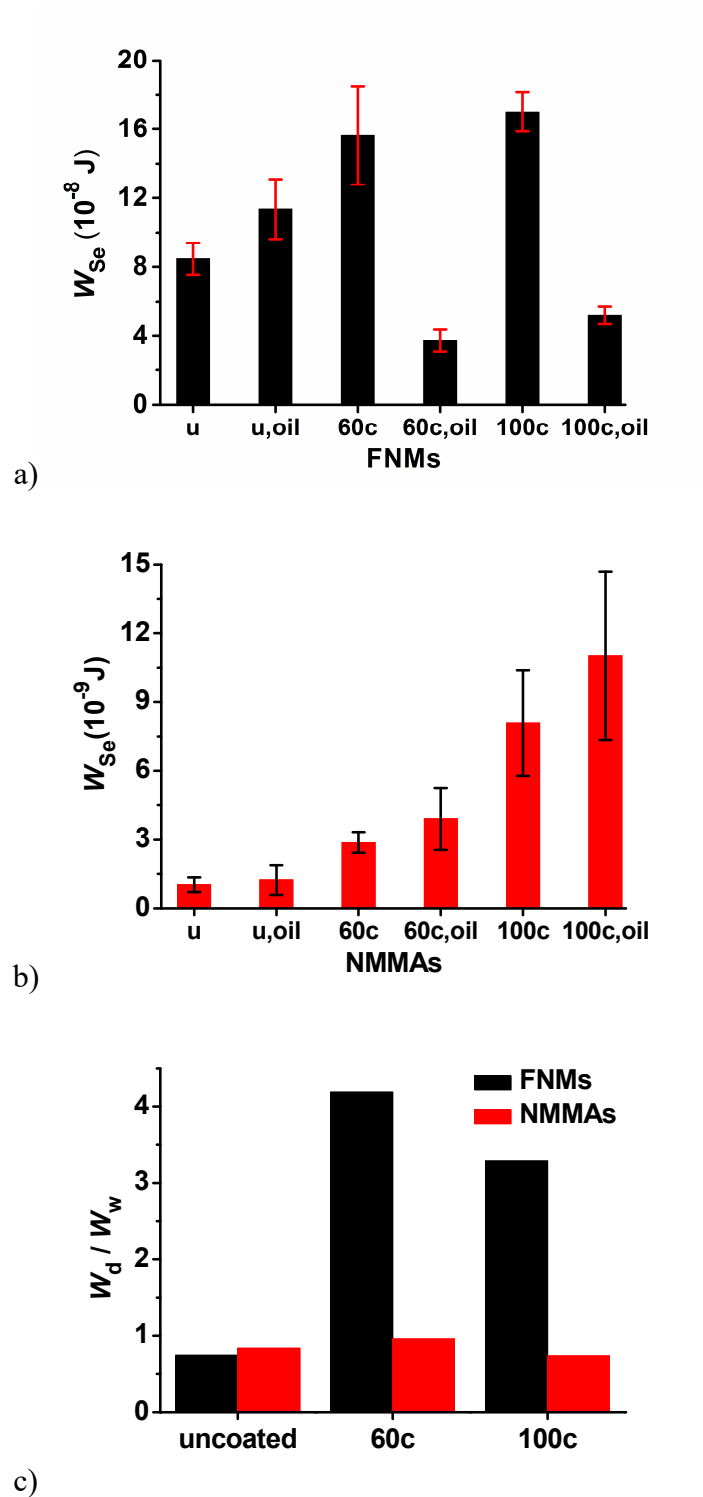 20
16
12
8
4
0
W_Se (10^-8 J)
u u,oil 60c 60c,oil 100c 100c,oil
FNMs
a)
15
12
9
6
3
0
W_Se(10^-9 J)
u u,oil 60c 60c,oil 100c 100c,oil
NMMAs
b)
FNMs
NMMAs
4
3
2
1
0
W_d / W_w
uncoated 60c 100c
c)